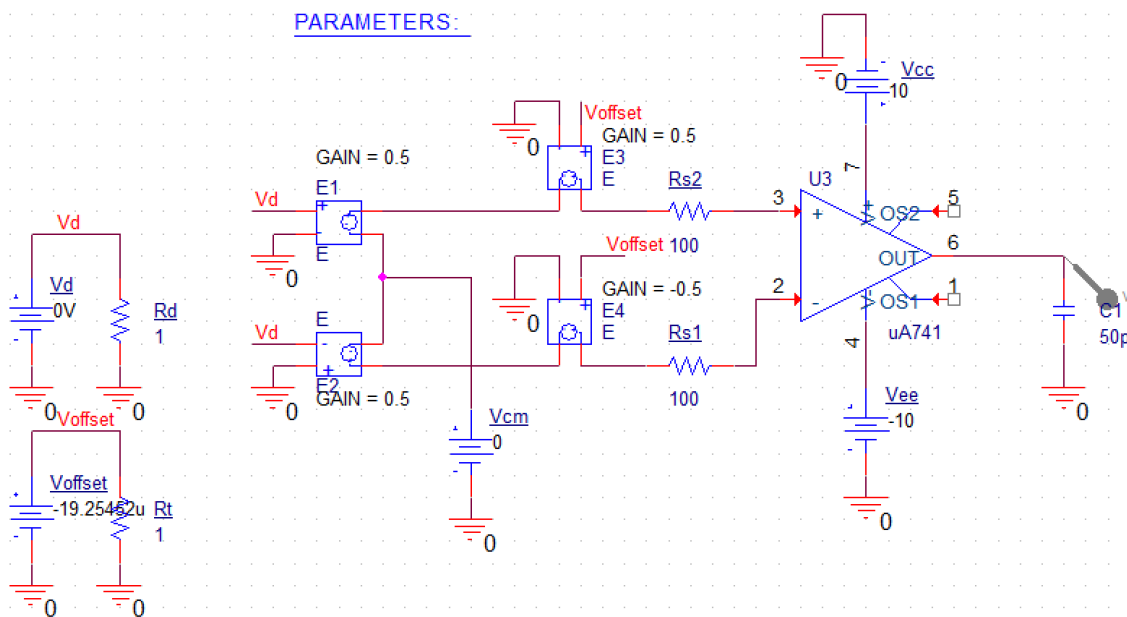 PARAMETERS:
0
Vcc
10
Voffset
GAIN = 0.5
E3
E
0
GAIN = 0.5
E1
Vd
+
-
E
0
Rs2
100
U3
7
3
+
V+
OS2
5
6
OUT
2
-
V-
OS1
1
uA741
4
Voffset
GAIN = -0.5
E4
E
0
Rs1
100
Vd
Vd
0V
Rd
1
0
0
E
Vd
-
+
E2
GAIN = 0.5
0
Vcm
0
0
Vee
-10
0
C1
50p
0
V
Voffset
Voffset
-19.25452u
Rt
1
0
0